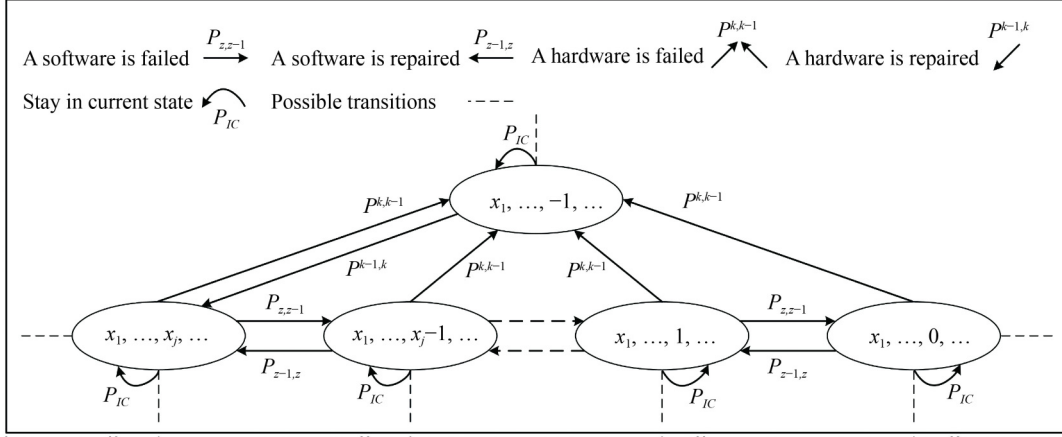 A software is failed P_{z,z−1} A software is repaired P_{z−1,z} A hardware is failed P^{k,k−1} A hardware is repaired P^{k−1,k}
Stay in current state P_{IC} Possible transitions
P_{IC}
x_1, …, −1, …
P^{k,k−1} P^{k,k−1}
P^{k−1,k} P^{k,k−1} P^{k,k−1}
P_{z,z−1} P_{z,z−1}
x_1, …, x_j, … x_1, …, x_j−1, … x_1, …, 1, … x_1, …, 0, …
P_{z−1,z} P_{z−1,z}
P_{IC} P_{IC} P_{IC} P_{IC}